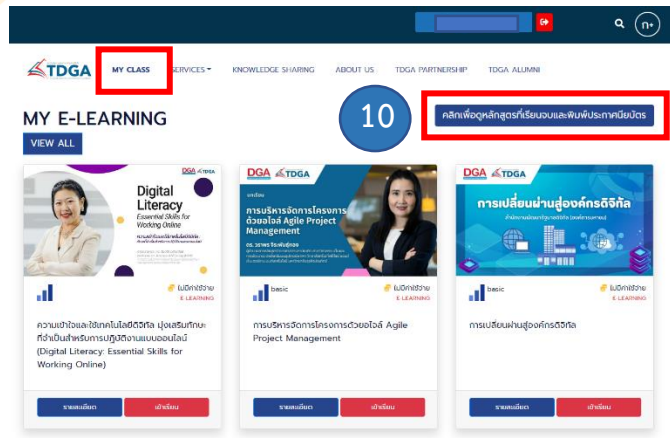 ก+
TDGA
MY CLASS
SERVICES
KNOWLEDGE SHARING
ABOUT US
TDGA PARTNERSHIP
TDGA ALUMNI
MY E-LEARNING
10
คลิกเพื่อดูหลักสูตรที่เรียนจบและพิมพ์ประกาศนียบัตร
VIEW ALL
DGA TDGA
Digital
Literacy
Essential Skills for
Working Online
DGA TDGA
บทเรียน
การบริหารจัดการโครงการ
ด้วยอไจล์ Agile Project
Management
DGA TDGA
การเปลี่ยนผ่านสู่องค์กรดิจิทัล
ไม่มีค่าใช้จ่าย
E LEARNING
basic
ไม่มีค่าใช้จ่าย
E LEARNING
basic
ไม่มีค่าใช้จ่าย
E LEARNING
ความเข้าใจและใช้เทคโนโลยีดิจิทัล มุ่งเสริมทักษะ
ที่จำเป็นสำหรับการปฏิบัติงานแบบออนไลน์
(Digital Literacy: Essential Skills for
Working Online)
การบริหารจัดการโครงการด้วยอไจล์ Agile
Project Management
การเปลี่ยนผ่านสู่องค์กรดิจิทัล
รายละเอียด
เข้าเรียน
รายละเอียด
เข้าเรียน
รายละเอียด
เข้าเรียน